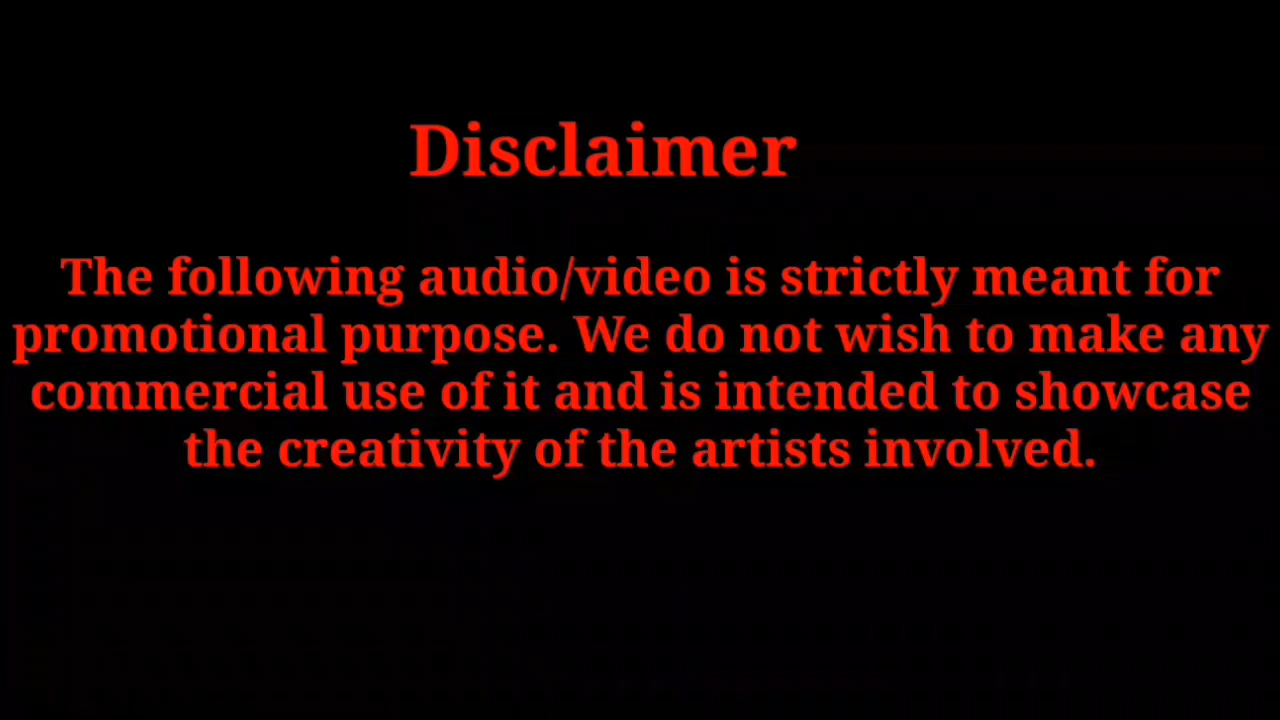 Disclaimer
The following audio/video is strictly meant for
promotional purpose. We do not wish to make any
commercial use of it and is intended to showcase
the creativity of the artists involved.